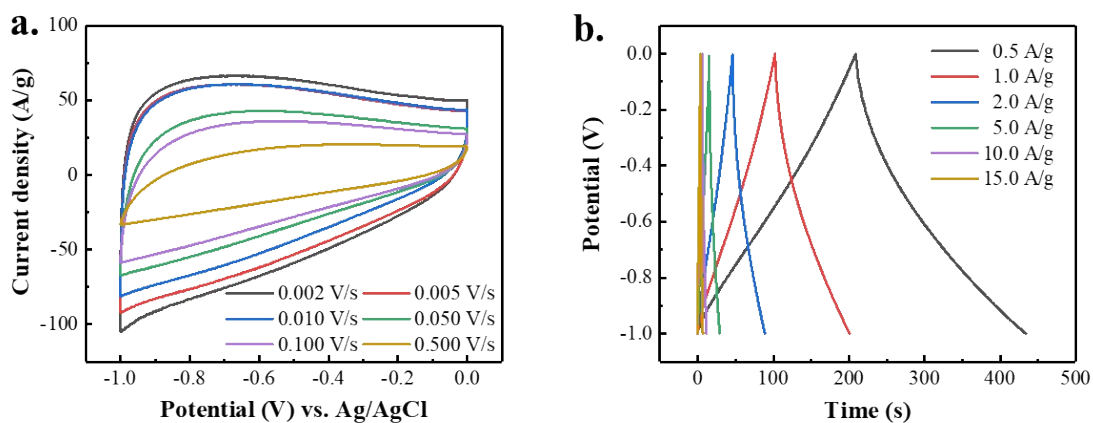 a.
Current density (A/g)
100
50
0
-50
-100
0.002 V/s 0.005 V/s
0.010 V/s 0.050 V/s
0.100 V/s 0.500 V/s
-1.0 -0.8 -0.6 -0.4 -0.2 0.0
Potential (V) vs. Ag/AgCl
b.
Potential (V)
0.0
-0.2
-0.4
-0.6
-0.8
-1.0
0.5 A/g
1.0 A/g
2.0 A/g
5.0 A/g
10.0 A/g
15.0 A/g
0 100 200 300 400 500
Time (s)